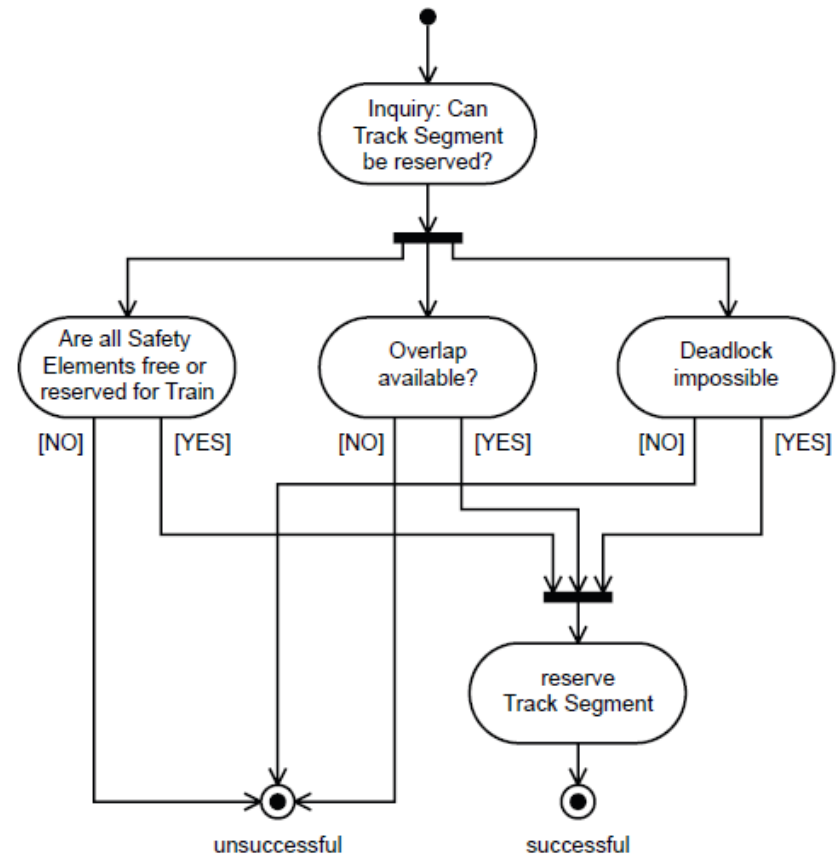 Inquiry: Can
Track Segment
be reserved?
Are all Safety
Elements free or
reserved for Train
Overlap
available?
Deadlock
impossible
[NO]
[YES]
[NO]
[YES]
[NO]
[YES]
reserve
Track Segment
unsuccessful
successful